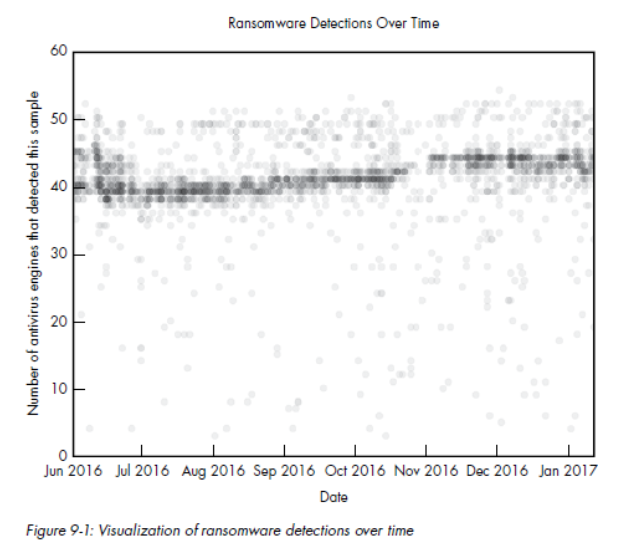 Ransomware Detections Over Time
60
50
40
30
20
10
0
Number of antivirus engines that detected this sample
Jun 2016 Jul 2016 Aug 2016 Sep 2016 Oct 2016 Nov 2016 Dec 2016 Jan 2017
Date
Figure 9-1: Visualization of ransomware detections over time